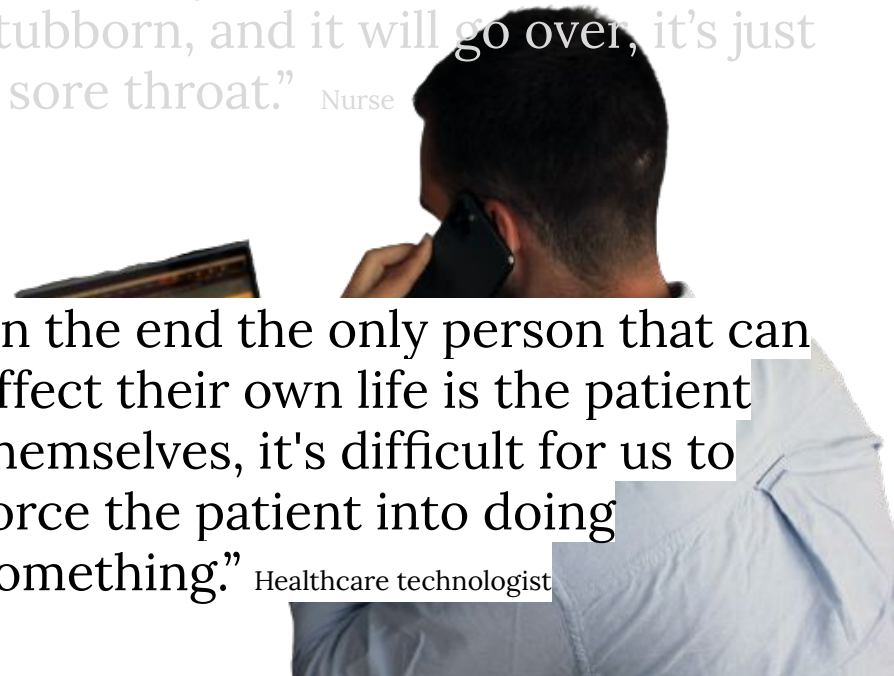 tubborn, and it will go over, it’s just
sore throat.” Nurse
n the end the only person that can
ffect their own life is the patient
hemselves, it's difficult for us to
orce the patient into doing
omething.” Healthcare technologist